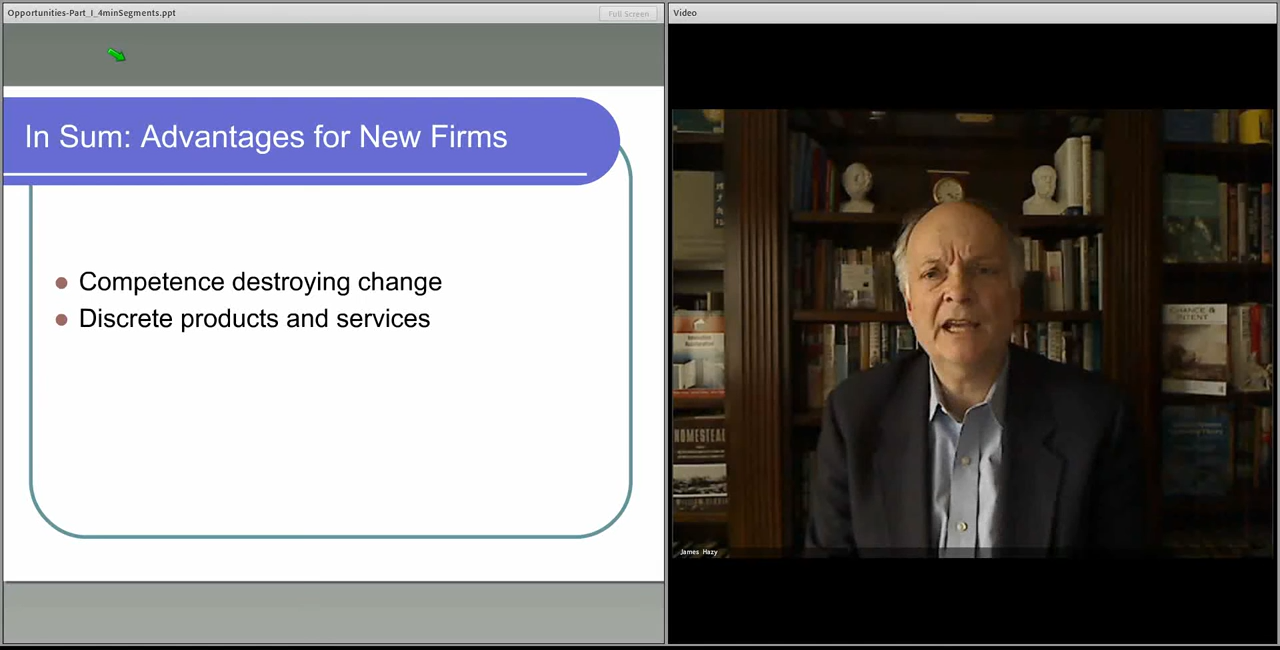 Opportunities-Part_I_4minSegments.ppt
Full Screen
Video
In Sum: Advantages for New Firms
Competence destroying change
Discrete products and services
CHANCE &
INTENT
HOMESTEAD
James Hazy